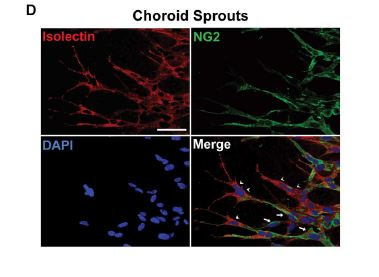 D
Choroid Sprouts
Isolectin
NG2
DAPI
Merge